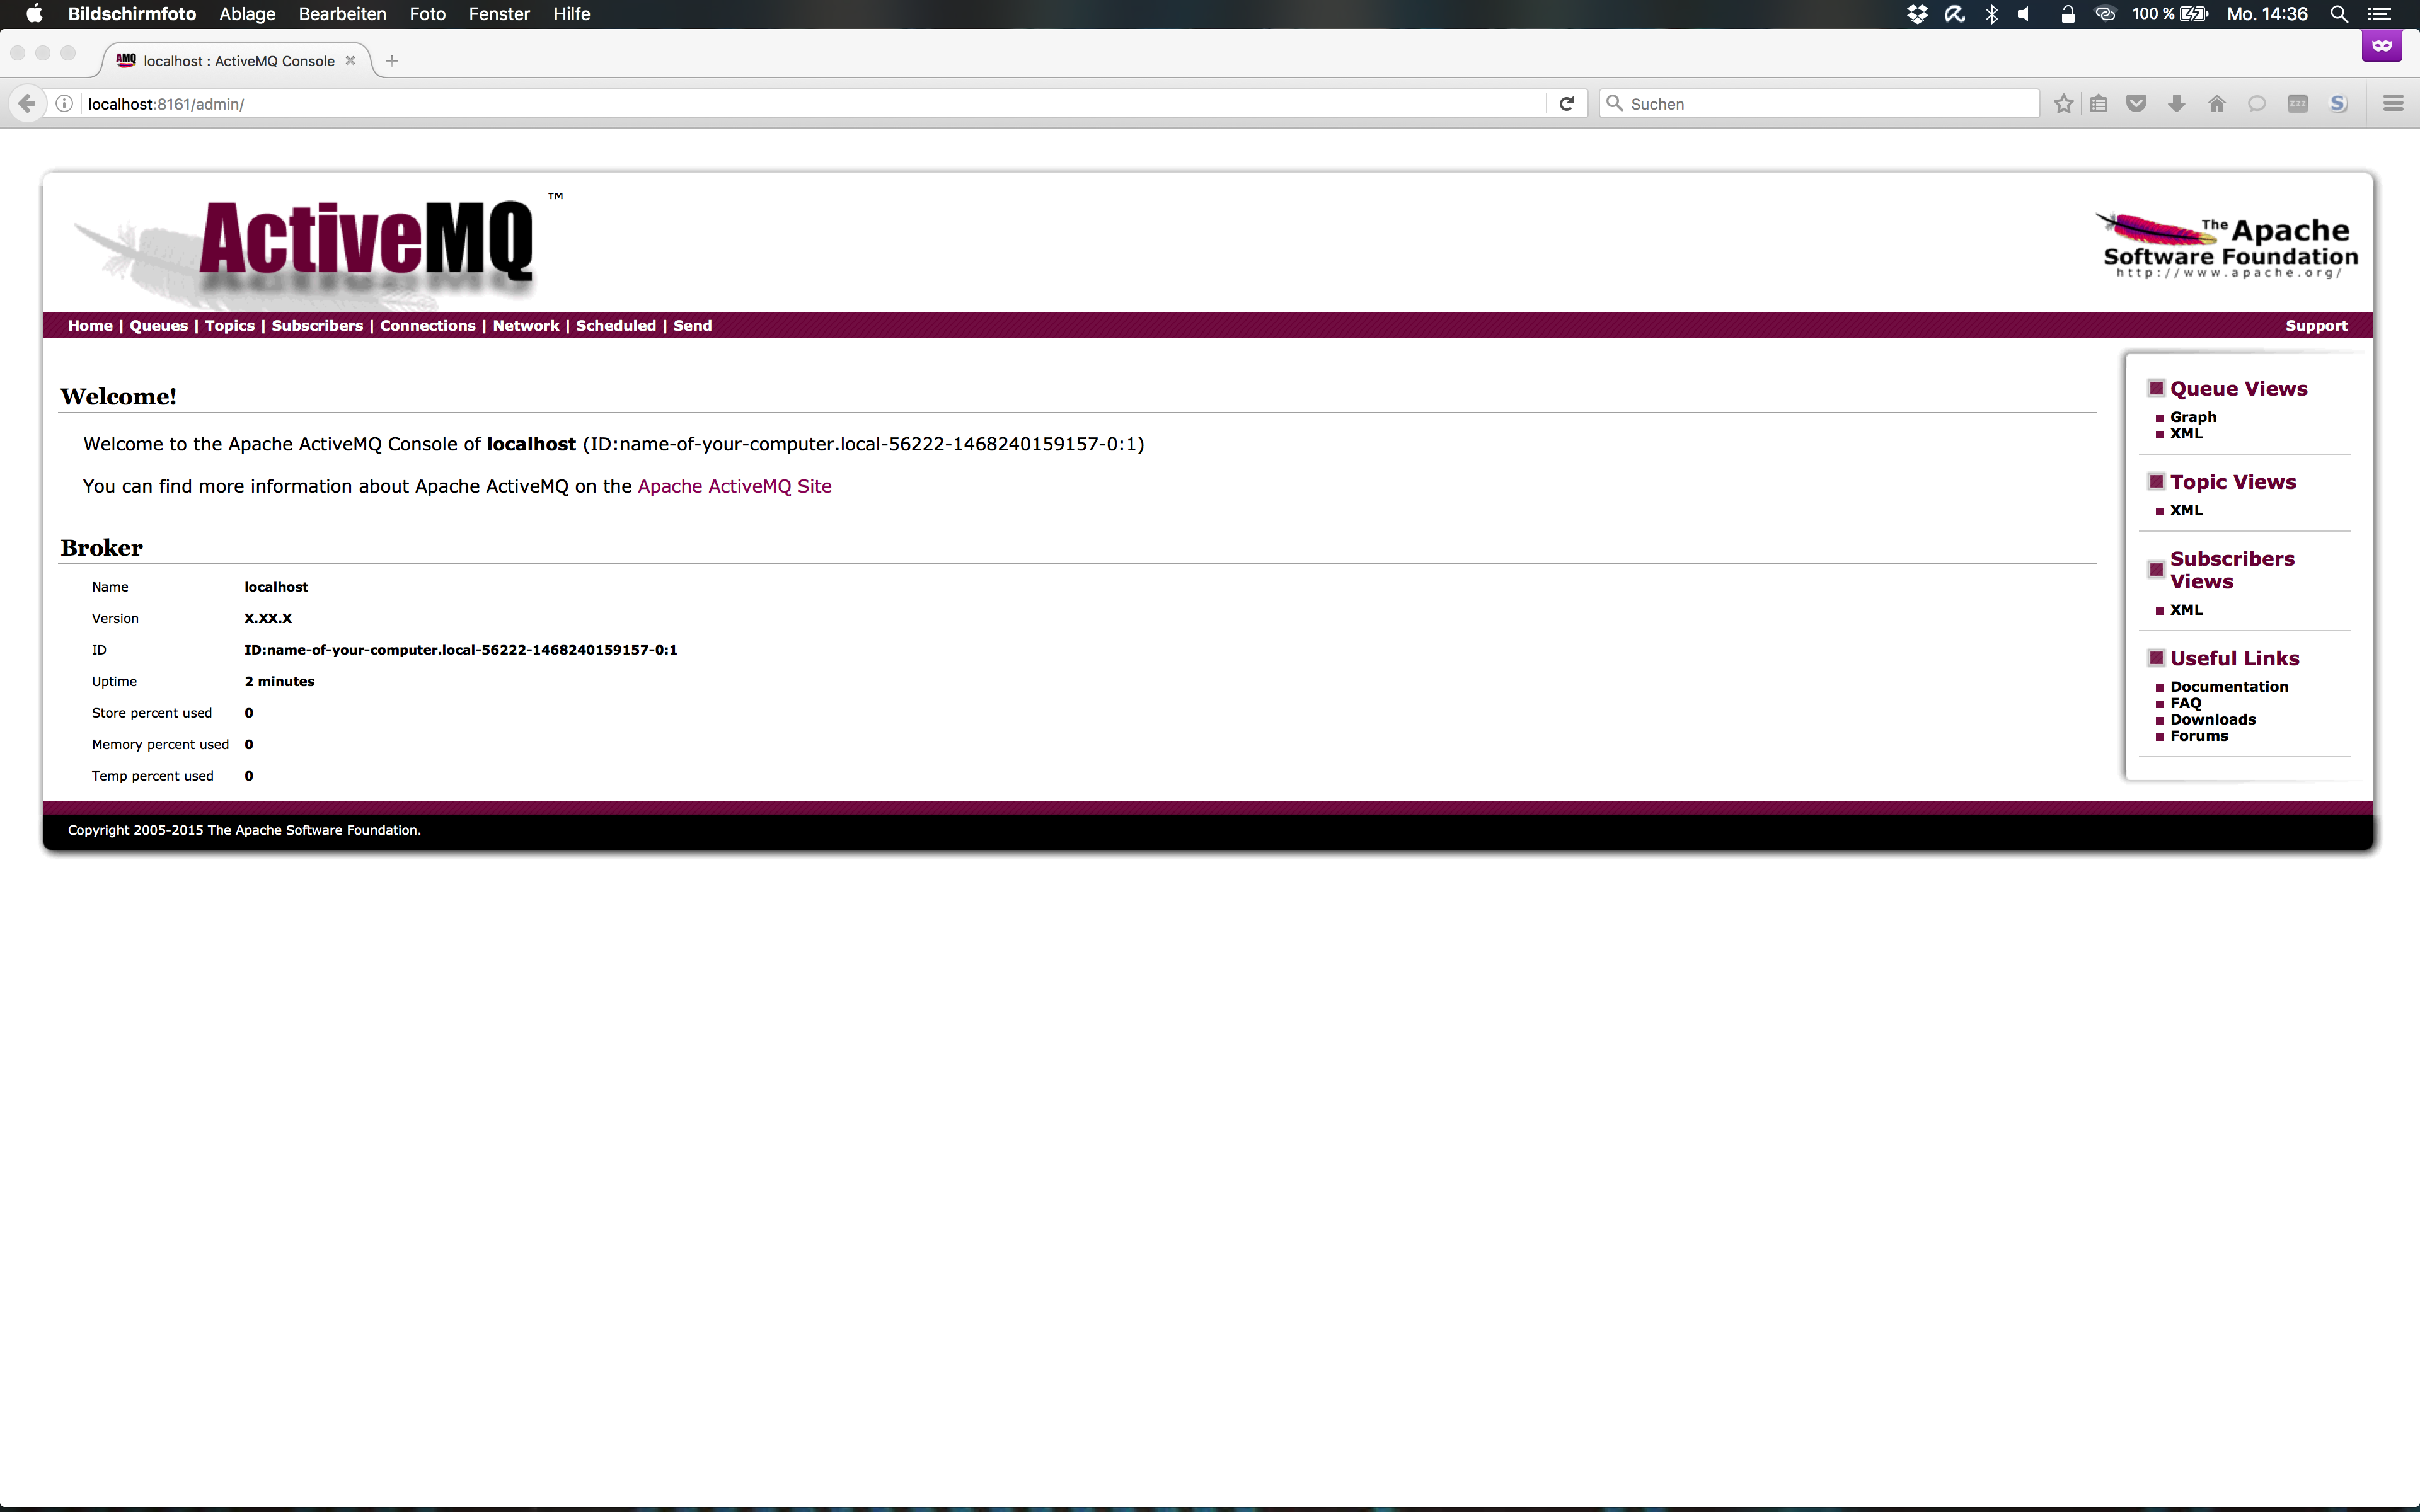 Bildschirmfoto Ablage Bearbeiten Foto Fenster Hilfe 100 % Mo. 14:36
AMQ localhost : ActiveMQ Console
localhost:8161/admin/ Suchen S
ActiveMQ ™
The Apache
Software Foundation
http://www.apache.org/
Home | Queues | Topics | Subscribers | Connections | Network | Scheduled | Send Support
Welcome!
Welcome to the Apache ActiveMQ Console of localhost (ID:name-of-your-computer.local-56222-1468240159157-0:1)
You can find more information about Apache ActiveMQ on the Apache ActiveMQ Site
Broker
Name localhost
Version X.XX.X
ID ID:name-of-your-computer.local-56222-1468240159157-0:1
Uptime 2 minutes
Store percent used 0
Memory percent used 0
Temp percent used 0
Queue Views
Graph
XML
Topic Views
XML
Subscribers
Views
XML
Useful Links
Documentation
FAQ
Downloads
Forums
Copyright 2005-2015 The Apache Software Foundation.